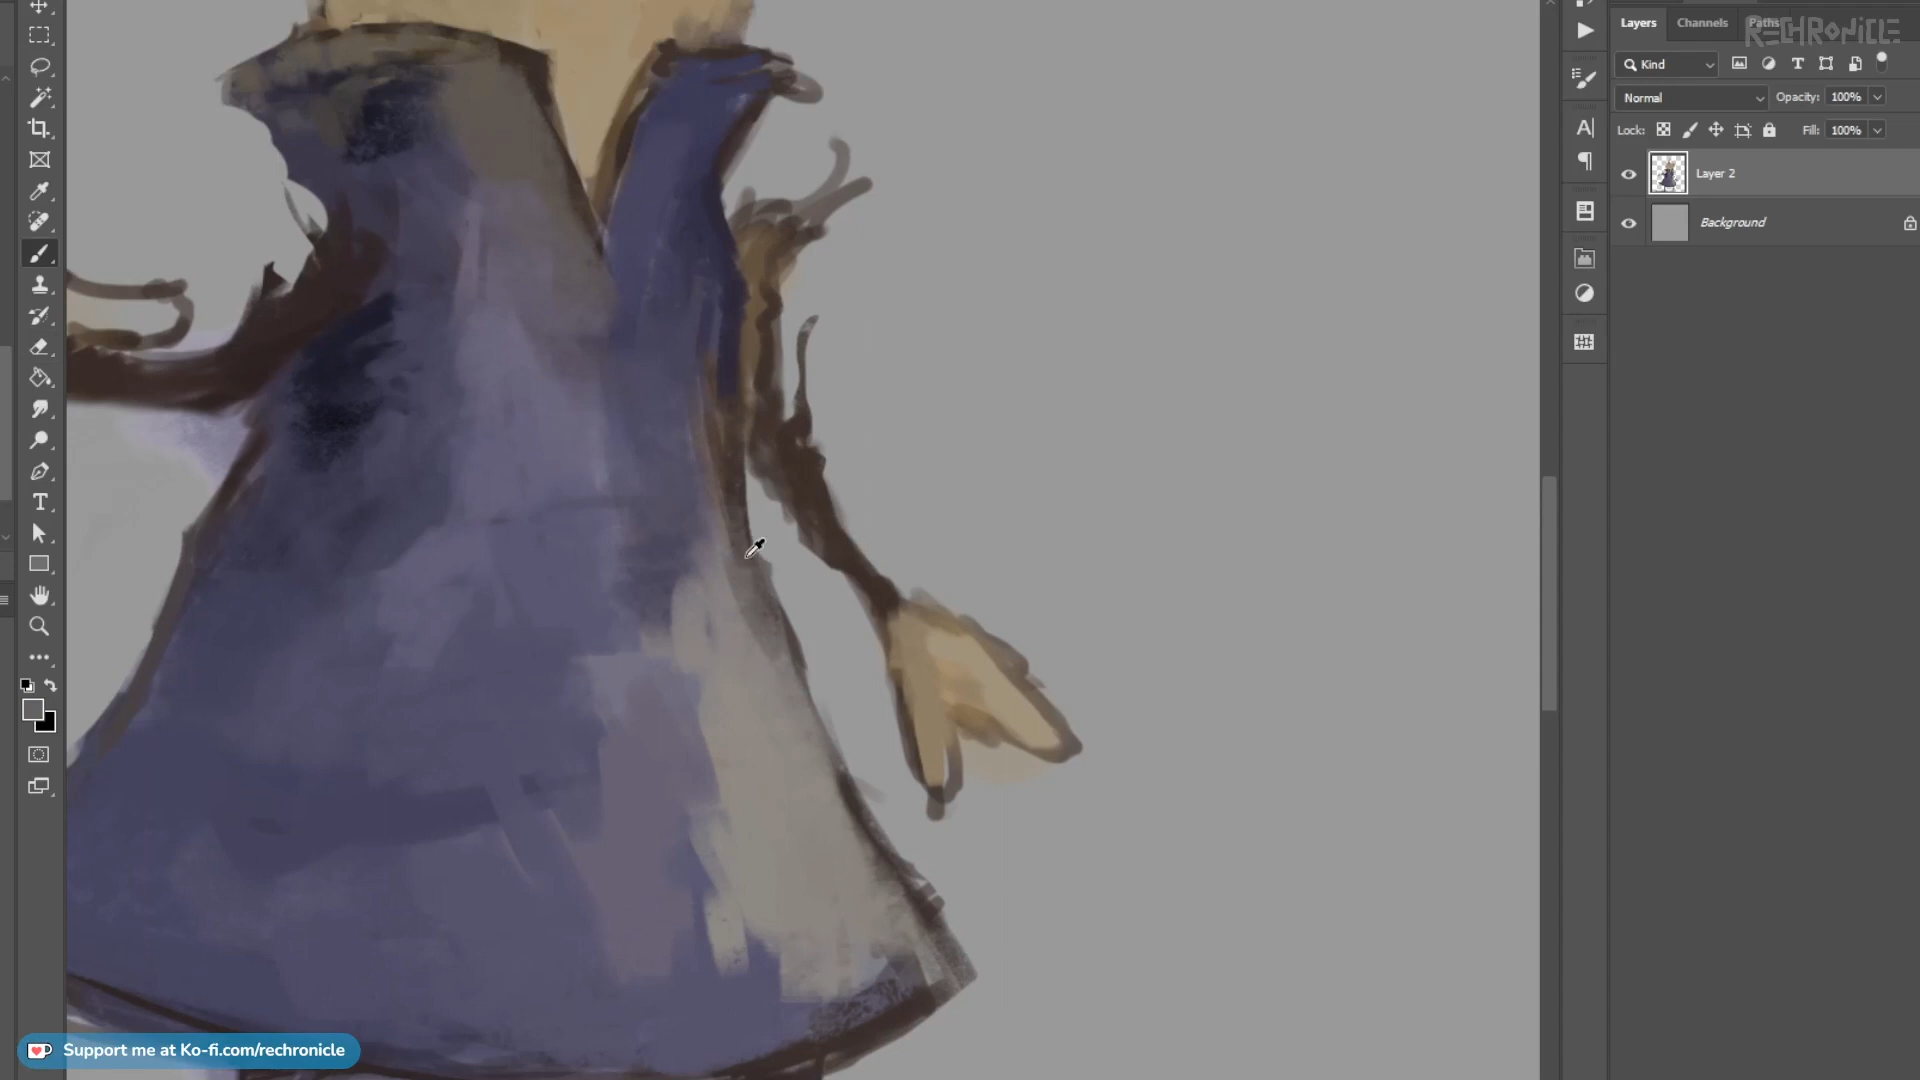 Layers Channels Paths
RECHRONICLE
Kind
Normal Opacity: 100%
Lock: Fill: 100%
Layer 2
Background
Support me at Ko-fi.com/rechronicle